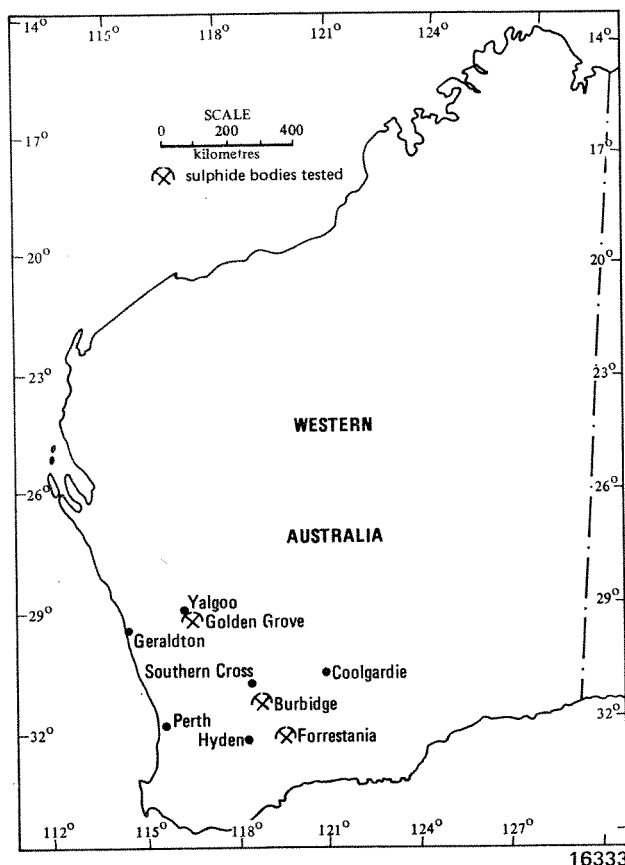 14° 115° 118° 121° 124° 14°
SCALE
0 200 400
kilometres
sulphide bodies tested
17° 17°
20° 20°
23° 23°
WESTERN
26° 26°
AUSTRALIA
Yalgoo
29° Golden Grove 29°
Geraldton
Southern Cross Coolgardie
Burbidge
Perth 32°
32° Hyden Forrestania
112° 115° 118° 121° 124° 127°
16333